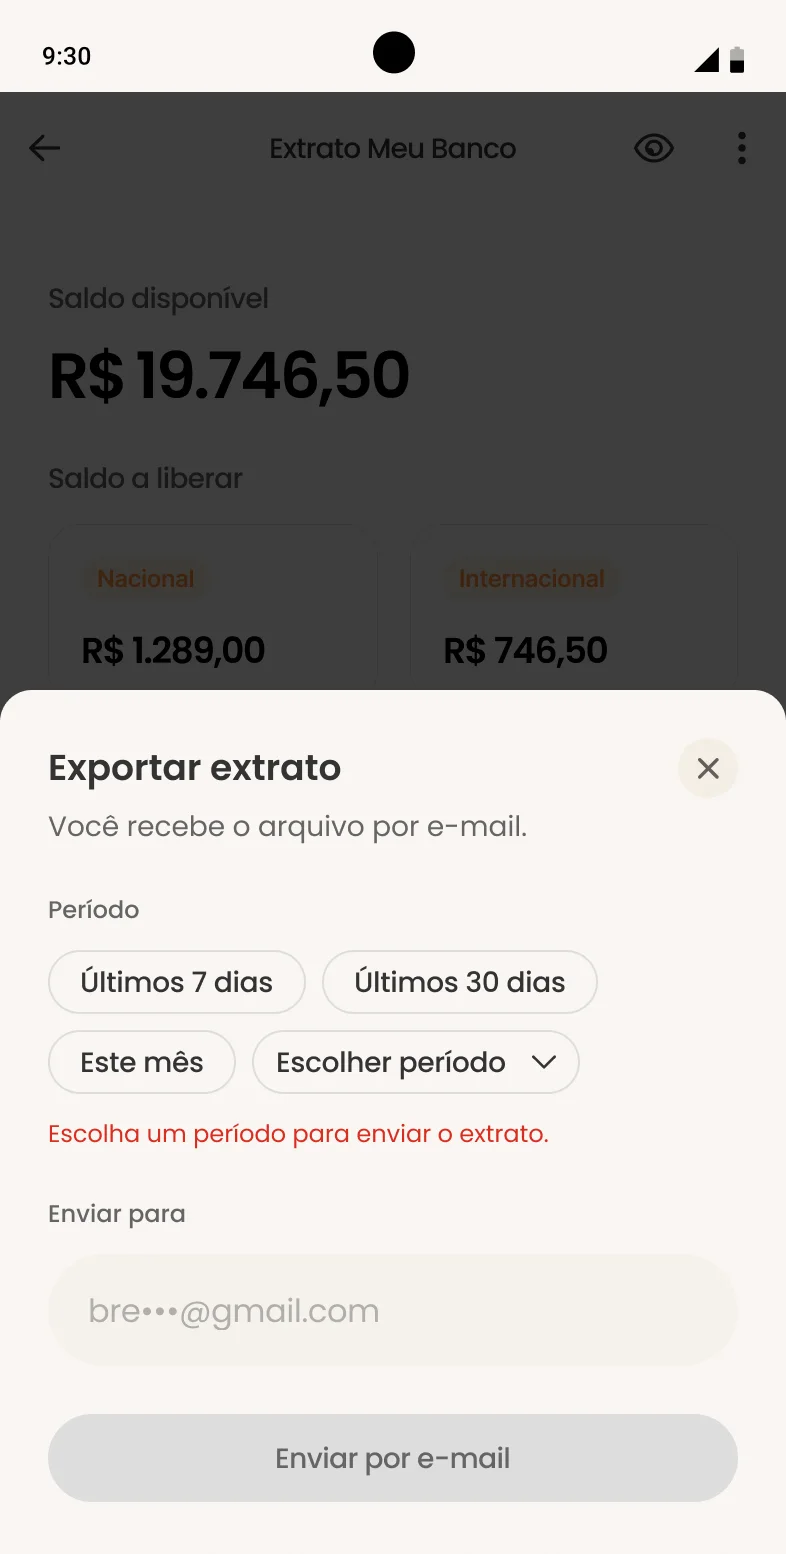 9:30
Extrato Meu Banco
Saldo disponível
R$ 19.746,50
Saldo a liberar
Nacional
Internacional
R$ 1.289,00
R$ 746,50
Exportar extrato
Você recebe o arquivo por e-mail.
Período
Últimos 7 dias
Últimos 30 dias
Este mês
Escolher período
Escolha um período para enviar o extrato.
Enviar para
bre•••@gmail.com
Enviar por e-mail